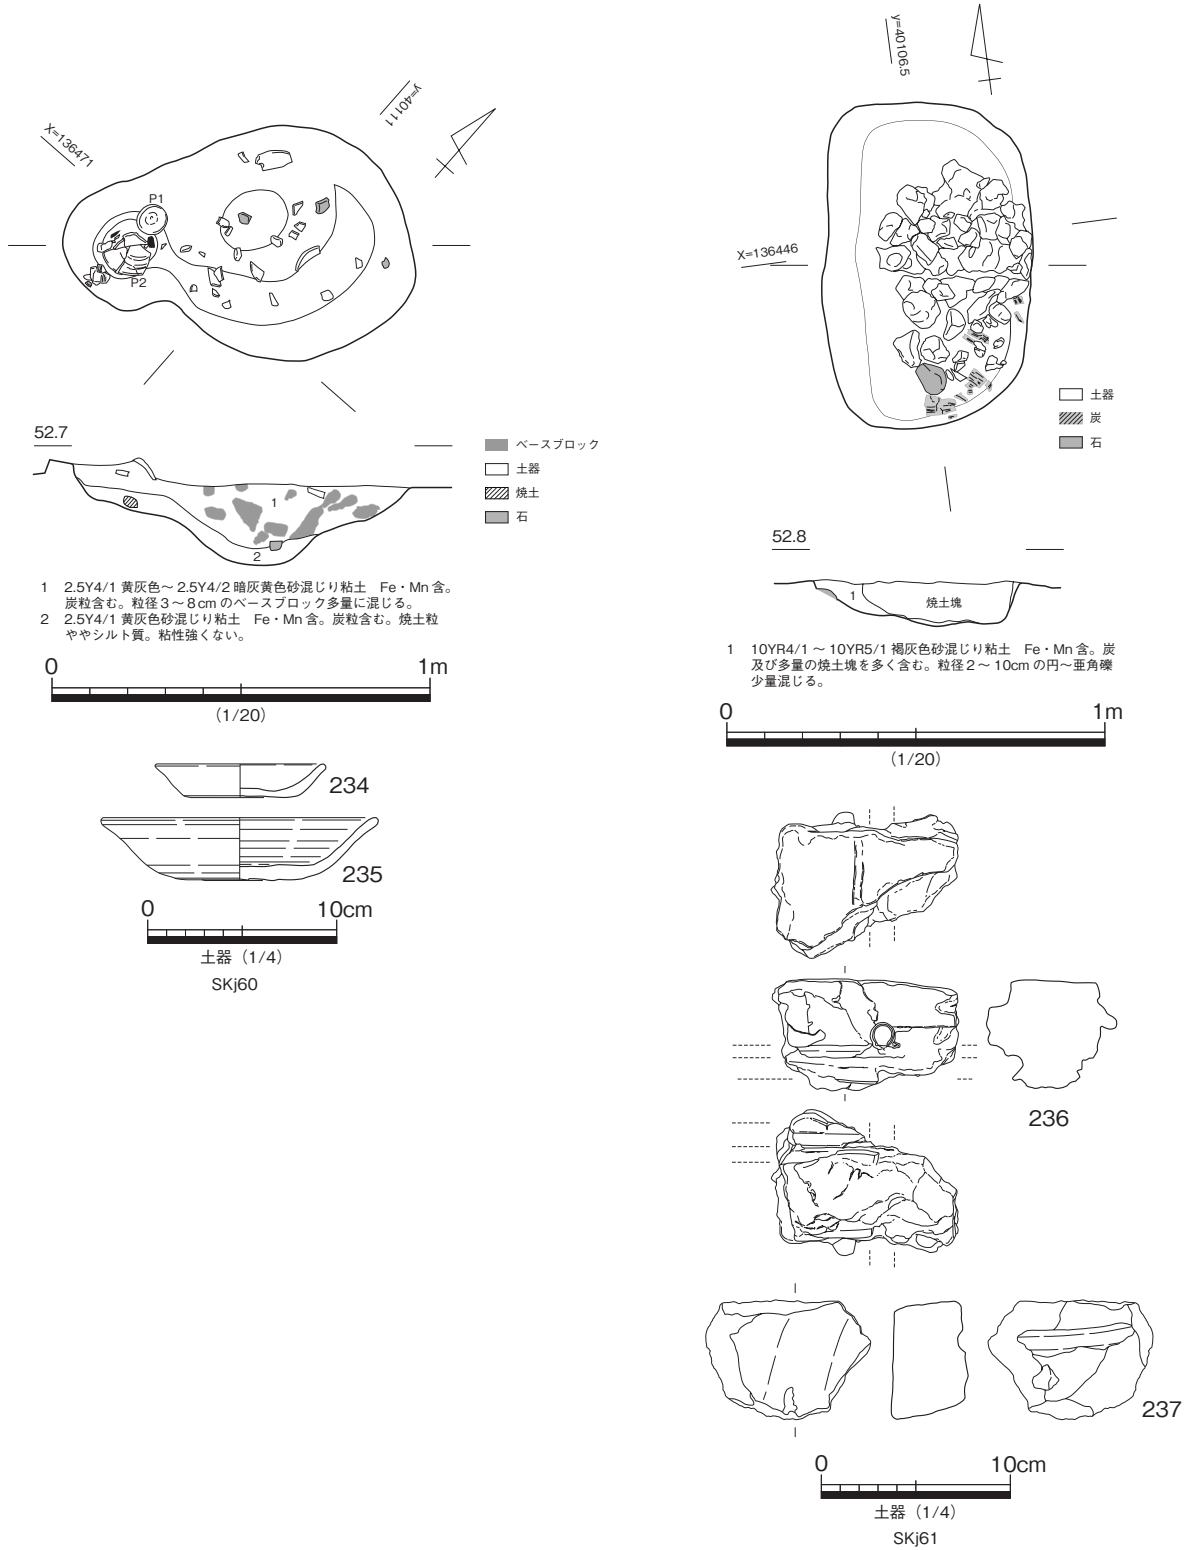 X=136471
y=40111
P1
P2
52.7
1
2
ベースブロック
土器
焼土
石
1 2.5Y4/1 黄灰色～ 2.5Y4/2 暗灰黄色砂混じり粘土 Fe・Mn 含。
炭粒含む。粒径３～８cm のベースブロック多量に混じる。
2 2.5Y4/1 黄灰色砂混じり粘土 Fe・Mn 含。炭粒含む。焼土粒
ややシルト質。粘性強くない。
0 1m
（1/20）
234
235
0 10cm
土器（1/4）
SKj60
y=40106.5
X=136446
土器
炭
石
52.8
1
焼土塊
1 10YR4/1 ～ 10YR5/1 褐灰色砂混じり粘土 Fe・Mn 含。炭
及び多量の焼土塊を多く含む。粒径２～ 10cm の円～亜角礫
少量混じる。
0 1m
（1/20）
236
237
0 10cm
土器（1/4）
SKj61